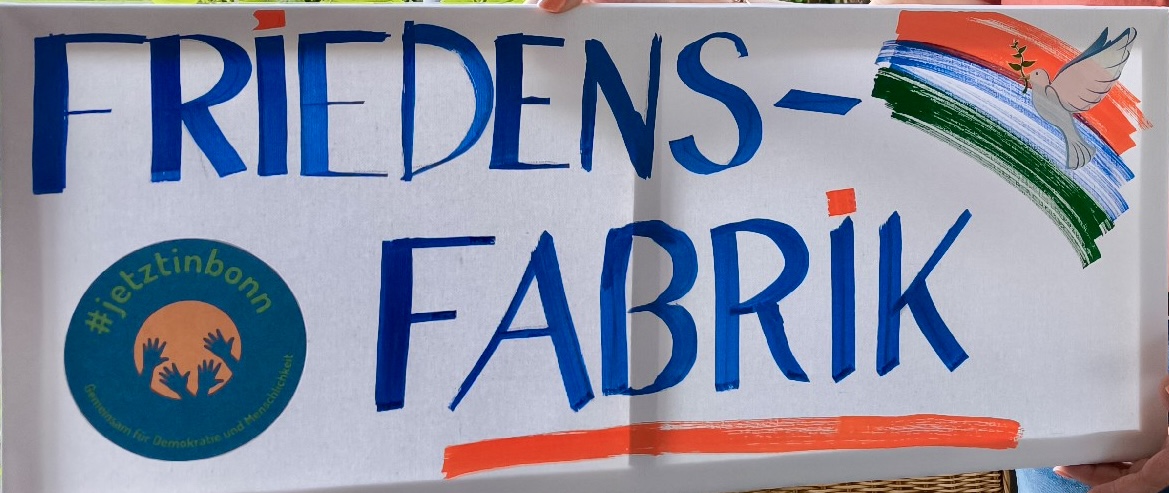 FRiEDENS-
FABRiK
#jetztinbonn
Gemeinsam für Demokratie und Menschlichkeit